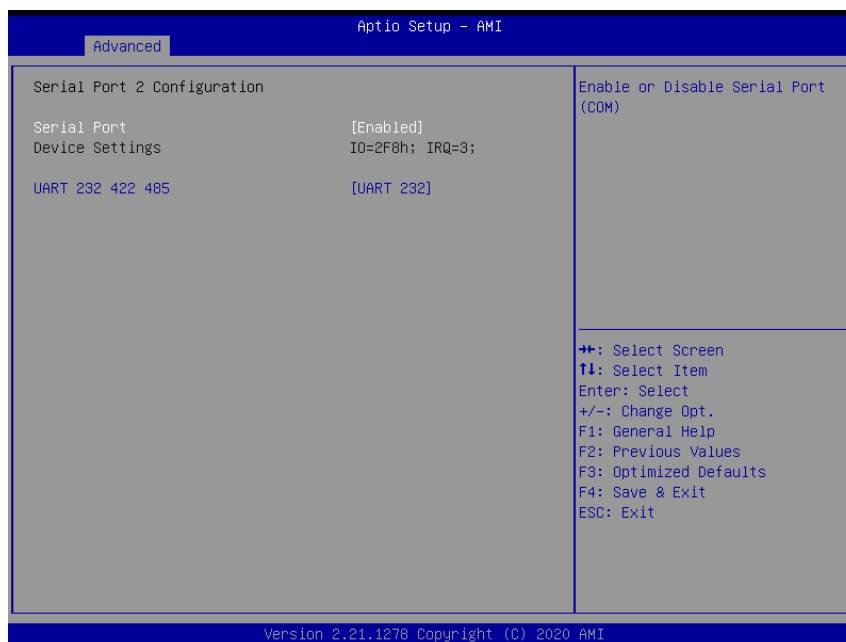 Aptio Setup - AMI
Advanced
Serial Port 2 Configuration
Serial Port [Enabled]
Device Settings IO=2F8h; IRQ=3;
UART 232 422 485 [UART 232]
Enable or Disable Serial Port
(COM)
→←: Select Screen
↑↓: Select Item
Enter: Select
+/-: Change Opt.
F1: General Help
F2: Previous Values
F3: Optimized Defaults
F4: Save & Exit
ESC: Exit
Version 2.21.1278 Copyright (C) 2020 AMI